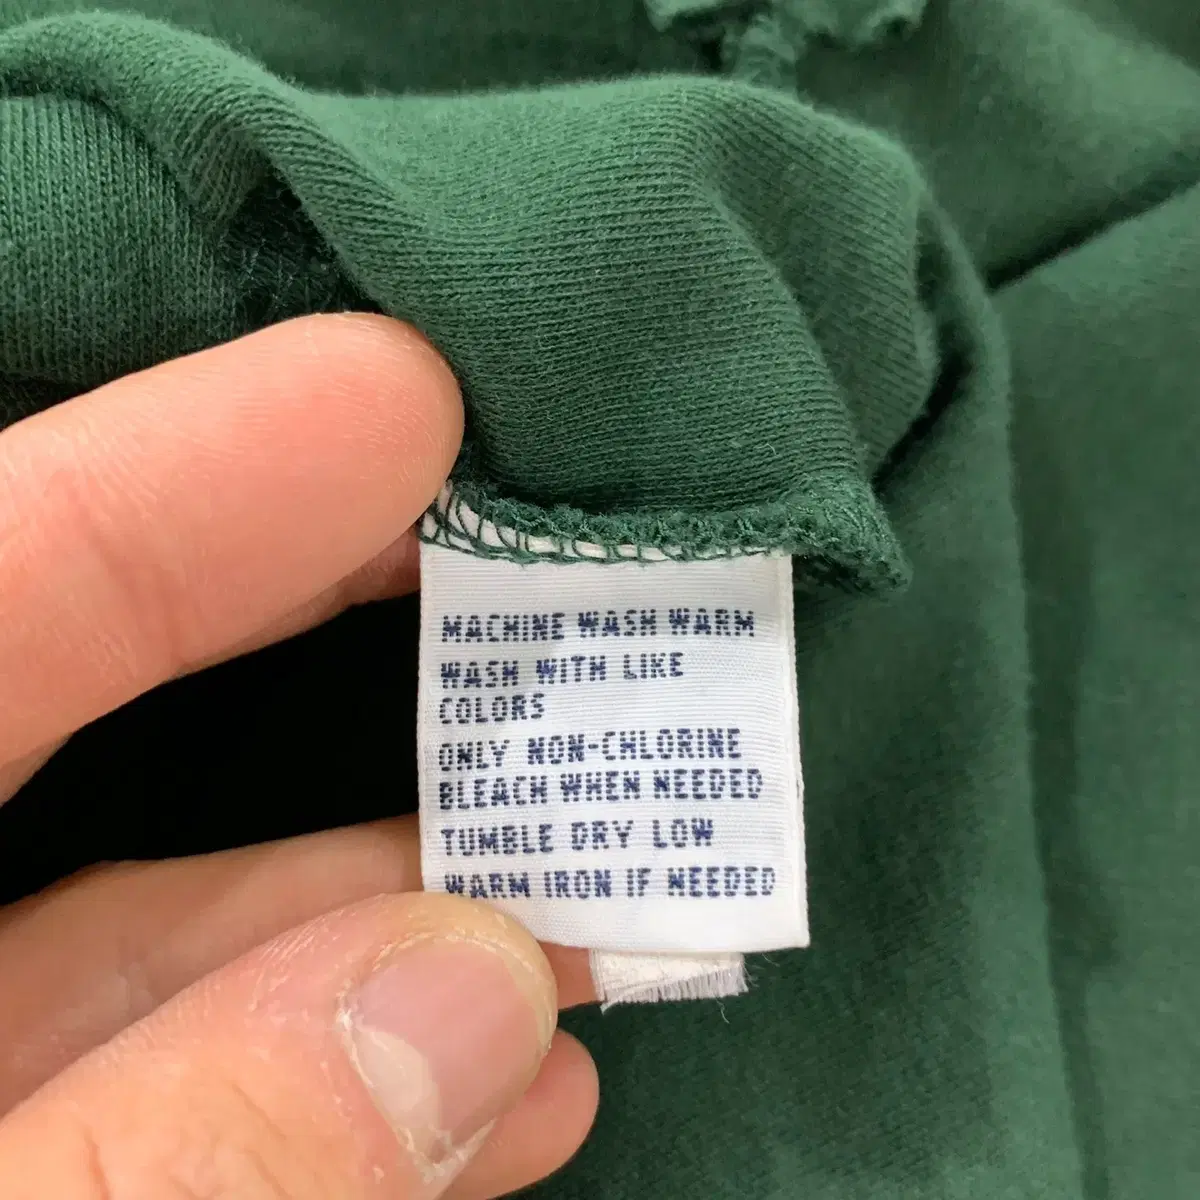 MACHINE WASH WARM
WASH WITH LIKE
COLORS
ONLY NON-CHLORINE
BLEACH WHEN NEEDED
TUMBLE DRY LOW
WARM IRON IF NEEDED